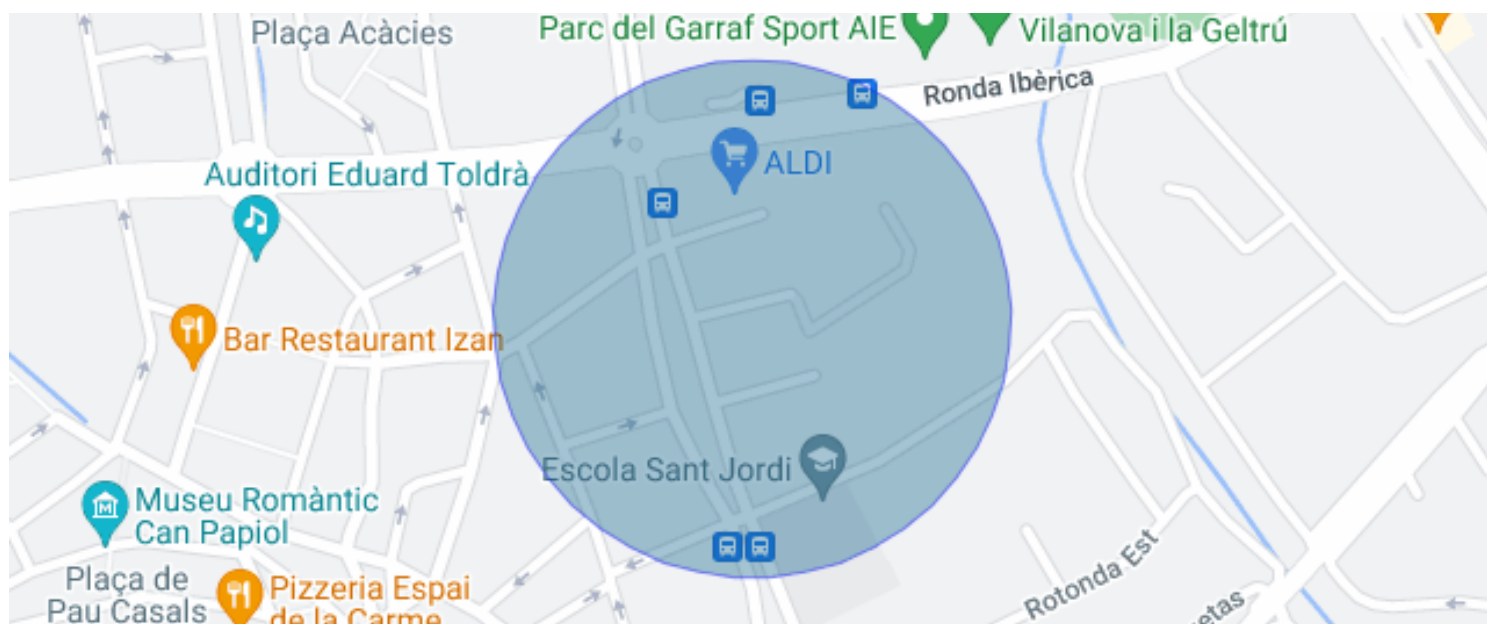 Plaça Acàcies
Parc del Garraf Sport AIE
Vilanova i la Geltrú
Ronda Ibèrica
ALDI
Auditori Eduard Toldrà
Bar Restaurant Izan
Escola Sant Jordi
Museu Romàntic
Can Papiol
Plaça de
Pau Casals
Pizzeria Espai
de la Carme
Rotonda Est
etas